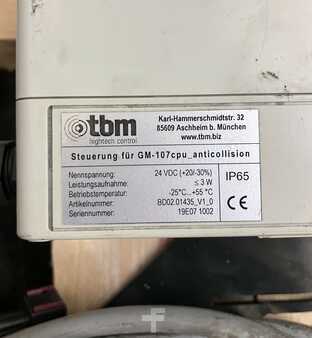 tbm
hightech control
Karl-Hammerschmidtstr. 32
85609 Aschheim b. München
www.tbm.biz
Steuerung für GM-107cpu_anticollision
Nennspannung: 24 VDC (+20/-30%)
Leistungsaufnahme: ≤ 3 W
Betriebstemperatur: -25°C...+55 °C
Artikelnummer: BD02.01435_V1_0
Seriennummer: 19E07 1002
IP65
CE